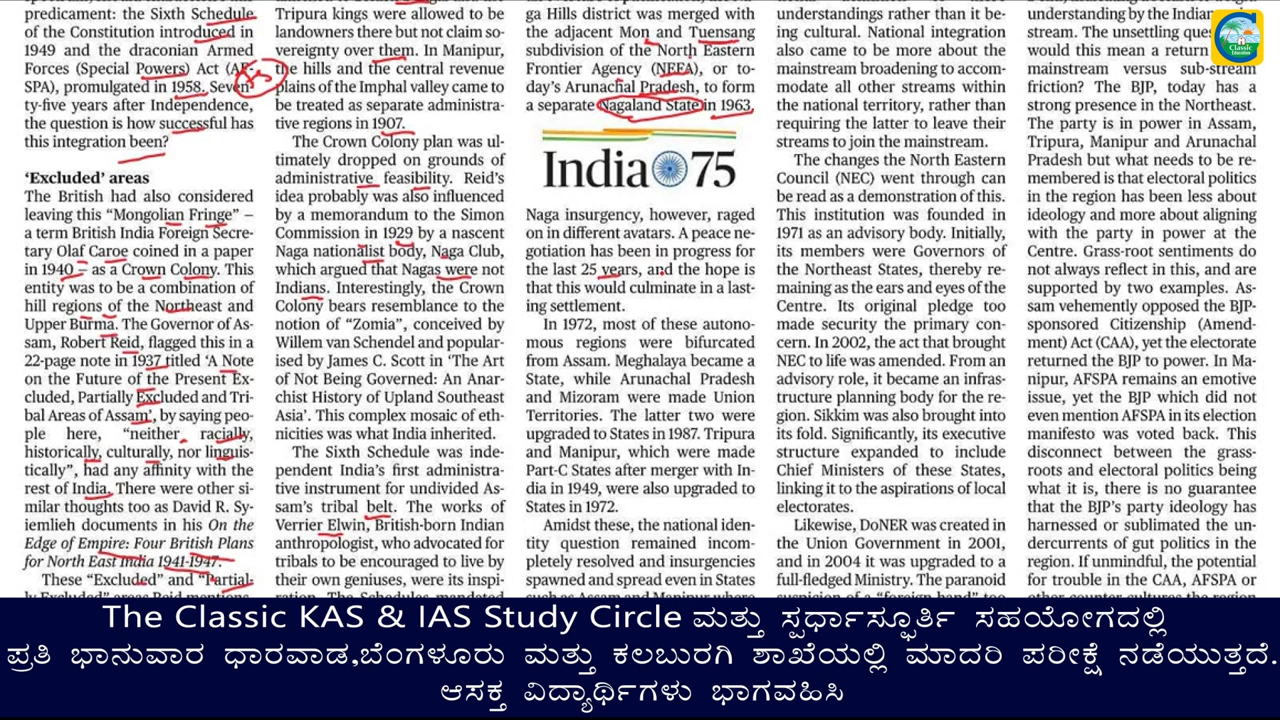 predicament: the Sixth Schedule
of the Constitution introduced in
1949 and the draconian Armed
Forces (Special Powers) Act (AF-
SPA), promulgated in 1958. Seven-
ty-five years after Independence,
the question is how successful has
this integration been?
'Excluded' areas
The British had also considered
leaving this "Mongolian Fringe" –
a term British India Foreign Secre-
tary Olaf Caroe coined in a paper
in 1940 – as a Crown Colony. This
entity was to be a combination of
hill regions of the Northeast and
Upper Burma. The Governor of As-
sam, Robert Reid, flagged this in a
22-page note in 1937 titled 'A Note
on the Future of the Present Ex-
cluded, Partially Excluded and Tri-
bal Areas of Assam', by saying peo-
ple here, "neither racially,
historically, culturally, nor linguis-
tically", had any affinity with the
rest of India. There were other si-
milar thoughts too as David R. Sy-
iemlieh documents in his On the
Edge of Empire: Four British Plans
for North East India 1941-1947.
These "Excluded" and "Partial-
Tripura kings were allowed to be
landowners there but not claim so-
vereignty over them. In Manipur,
the hills and the central revenue
plains of the Imphal valley came to
be treated as separate administra-
tive regions in 1907.
The Crown Colony plan was ul-
timately dropped on grounds of
administrative feasibility. Reid's
idea probably was also influenced
by a memorandum to the Simon
Commission in 1929 by a nascent
Naga nationalist body, Naga Club,
which argued that Nagas were not
Indians. Interestingly, the Crown
Colony bears resemblance to the
notion of "Zomia", conceived by
Willem van Schendel and popular-
ised by James C. Scott in 'The Art
of Not Being Governed: An Anar-
chist History of Upland Southeast
Asia'. This complex mosaic of eth-
nicities was what India inherited.
The Sixth Schedule was inde-
pendent India's first administra-
tive instrument for undivided As-
sam's tribal belt. The works of
Verrier Elwin, British-born Indian
anthropologist, who advocated for
tribals to be encouraged to live by
their own geniuses, were its inspi-
ga Hills district was merged with
the adjacent Mon and Tuensang
subdivision of the North Eastern
Frontier Agency (NEFA), or to-
day's Arunachal Pradesh, to form
a separate Nagaland State in 1963.
India 75
Naga insurgency, however, raged
on in different avatars. A peace ne-
gotiation has been in progress for
the last 25 years, and the hope is
that this would culminate in a last-
ing settlement.
In 1972, most of these autono-
mous regions were bifurcated
from Assam. Meghalaya became a
State, while Arunachal Pradesh
and Mizoram were made Union
Territories. The latter two were
upgraded to States in 1987. Tripura
and Manipur, which were made
Part-C States after merger with In-
dia in 1949, were also upgraded to
States in 1972.
Amidst these, the national iden-
tity question remained incom-
pletely resolved and insurgencies
spawned and spread even in States
understandings rather than it be-
ing cultural. National integration
also came to be more about the
mainstream broadening to accom-
modate all other streams within
the national territory, rather than
requiring the latter to leave their
streams to join the mainstream.
The changes the North Eastern
Council (NEC) went through can
be read as a demonstration of this.
This institution was founded in
1971 as an advisory body. Initially,
its members were Governors of
the Northeast States, thereby re-
maining as the ears and eyes of the
Centre. Its original pledge too
made security the primary con-
cern. In 2002, the act that brought
NEC to life was amended. From an
advisory role, it became an infras-
tructure planning body for the re-
gion. Sikkim was also brought into
its fold. Significantly, its executive
structure expanded to include
Chief Ministers of these States,
linking it to the aspirations of local
electorates.
Likewise, DoNER was created in
the Union Government in 2001,
and in 2004 it was upgraded to a
full-fledged Ministry. The paranoid
understanding by the Indian
stream. The unsettling
would this mean a return
mainstream versus sub-stream
friction? The BJP, today has a
strong presence in the Northeast.
The party is in power in Assam,
Tripura, Manipur and Arunachal
Pradesh but what needs to be re-
membered is that electoral politics
in the region has been less about
ideology and more about aligning
with the party in power at the
Centre. Grass-root sentiments do
not always reflect in this, and are
supported by two examples. As-
sam vehemently opposed the BJP-
sponsored Citizenship (Amend-
ment) Act (CAA), yet the electorate
returned the BJP to power. In Ma-
nipur, AFSPA remains an emotive
issue, yet the BJP which did not
even mention AFSPA in its election
manifesto was voted back. This
disconnect between the grass-
roots and electoral politics being
what it is, there is no guarantee
that the BJP's party ideology has
harnessed or sublimated the un-
dercurrents of gut politics in the
region. If unmindful, the potential
for trouble in the CAA, AFSPA or
Classic
Education
The Classic KAS & IAS Study Circle ಮತ್ತು ಸ್ಪರ್ಧಾಸ್ಫೂರ್ತಿ ಸಹಯೋಗದಲ್ಲಿ
ಪ್ರತಿ ಭಾನುವಾರ ಧಾರವಾಡ,ಬೆಂಗಳೂರು ಮತ್ತು ಕಲಬುರಗಿ ಶಾಖೆಯಲ್ಲಿ ಮಾದರಿ ಪರೀಕ್ಷೆ ನಡೆಯುತ್ತದೆ.
ಆಸಕ್ತ ವಿದ್ಯಾರ್ಥಿಗಳು ಭಾಗವಹಿಸಿ